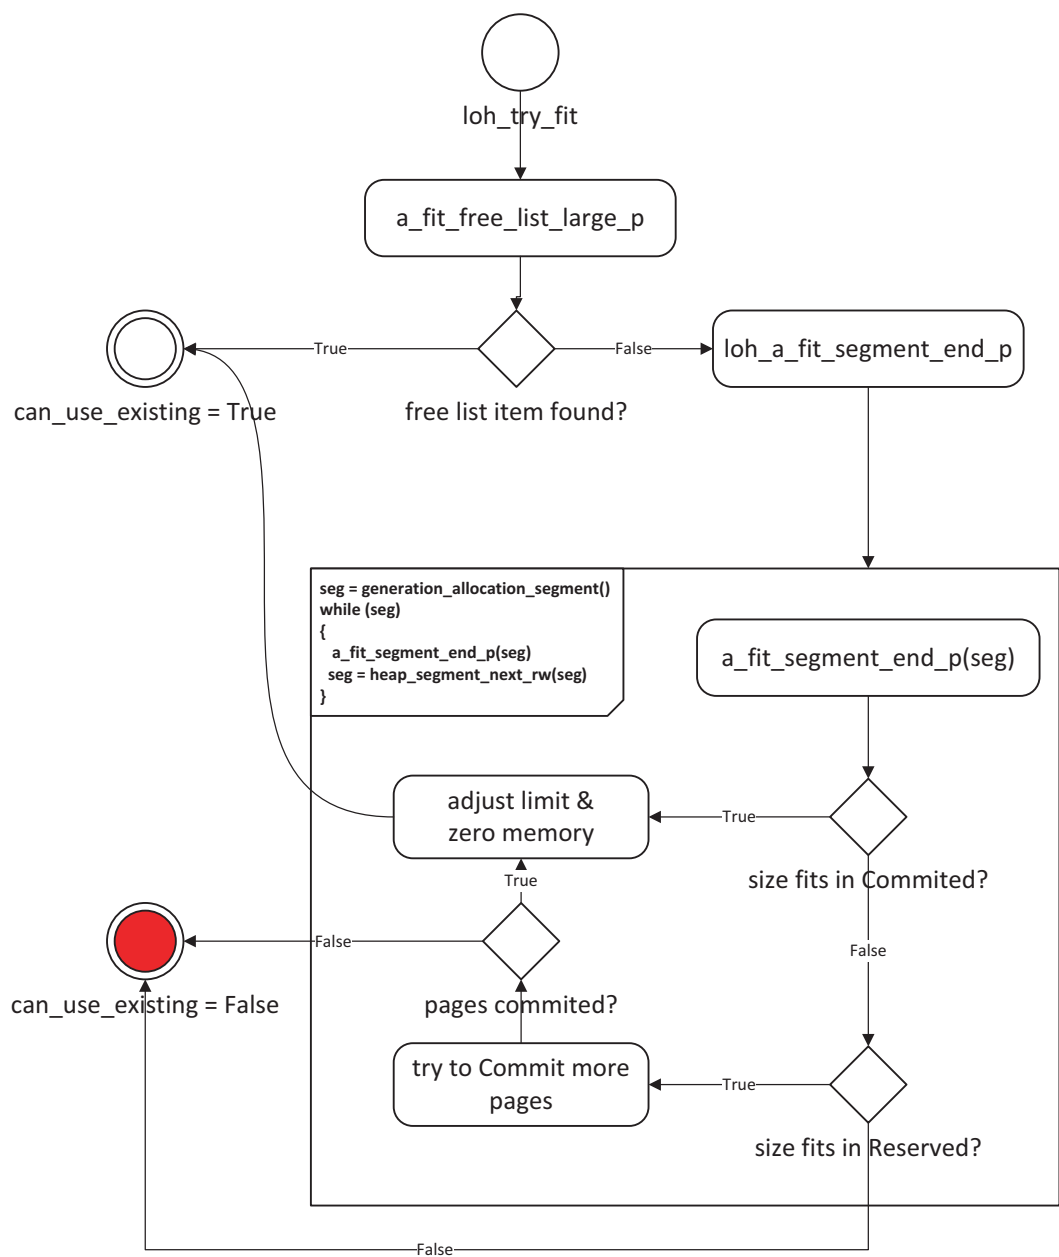 loh_try_fit
a_fit_free_list_large_p
True
False
loh_a_fit_segment_end_p
can_use_existing = True
free list item found?
seg = generation_allocation_segment()
while (seg)
{
a_fit_segment_end_p(seg)
seg = heap_segment_next_rw(seg)
}
a_fit_segment_end_p(seg)
adjust limit &
zero memory
True
size fits in Commited?
True
False
False
can_use_existing = False
pages commited?
try to Commit more
pages
True
size fits in Reserved?
False